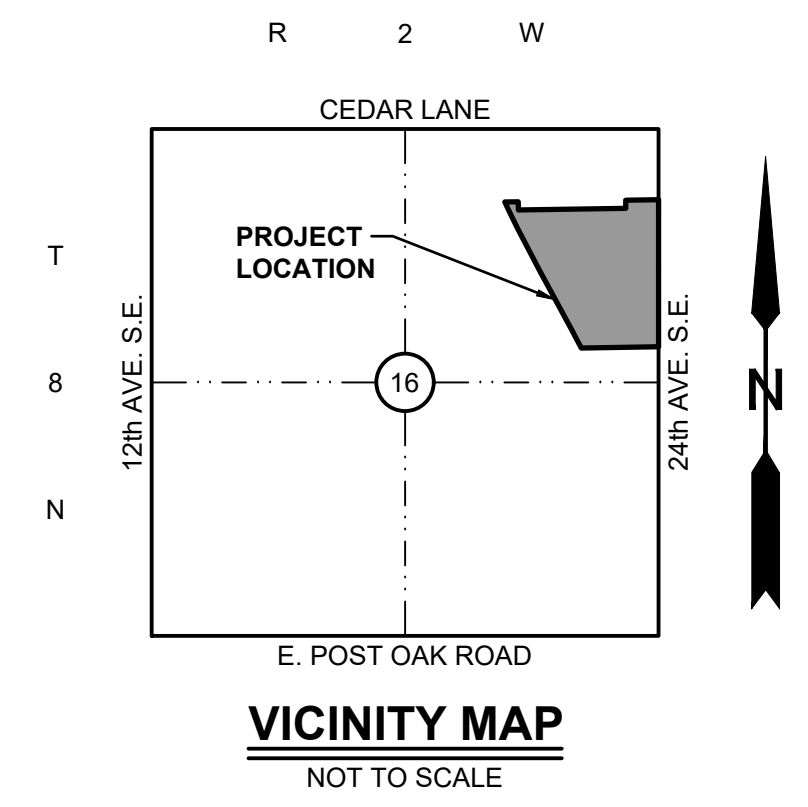 R 2 W
CEDAR LANE
PROJECT
LOCATION
T
8
N
12th AVE. S.E.
16
24th AVE. S.E.
N
E. POST OAK ROAD
VICINITY MAP
NOT TO SCALE